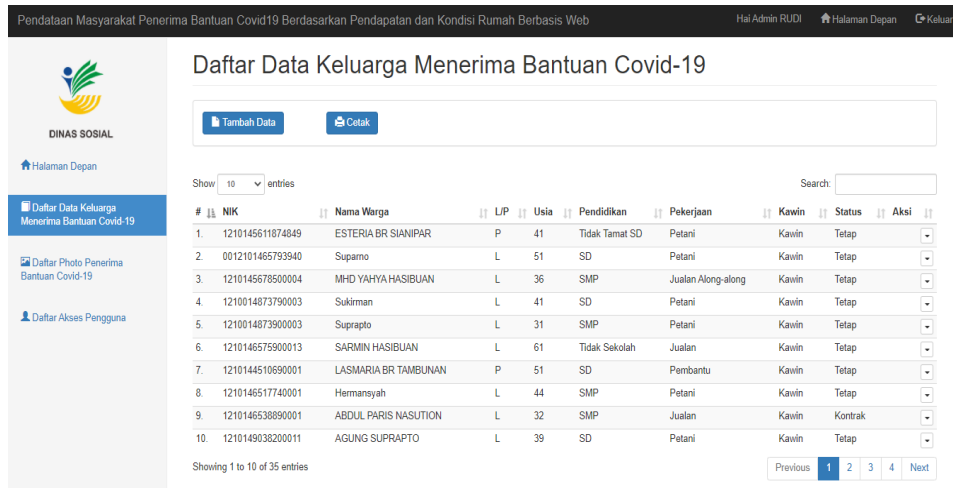 Pendataan Masyarakat Penerima Bantuan Covid19 Berdasarkan Pendapatan dan Kondisi Rumah Berbasis Web Hai Admin RUDI Halaman Depan Keluar
DINAS SOSIAL
Halaman Depan
Daftar Data Keluarga
Menerima Bantuan Covid-19
Daftar Photo Penerima
Bantuan Covid-19
Daftar Akses Pengguna
Daftar Data Keluarga Menerima Bantuan Covid-19
Tambah Data Cetak
Show 10 entries Search:
# NIK Nama Warga L/P Usia Pendidikan Pekerjaan Kawin Status Aksi
1. 1210145611874849 ESTERIA BR SIANIPAR P 41 Tidak Tamat SD Petani Kawin Tetap
2. 0012101465793940 Suparno L 51 SD Petani Kawin Tetap
3. 1210145678500004 MHD YAHYA HASIBUAN L 36 SMP Jualan Along-along Kawin Tetap
4. 1210014873790003 Sukirman L 41 SD Petani Kawin Tetap
5. 1210014873900003 Suprapto L 31 SMP Petani Kawin Tetap
6. 1210146575900013 SARMIN HASIBUAN L 61 Tidak Sekolah Jualan Kawin Tetap
7. 1210144510690001 LASMARIA BR TAMBUNAN P 51 SD Pembantu Kawin Tetap
8. 1210146517740001 Hermansyah L 44 SMP Petani Kawin Tetap
9. 1210146538890001 ABDUL PARIS NASUTION L 32 SMP Jualan Kawin Kontrak
10. 1210149038200011 AGUNG SUPRAPTO L 39 SD Petani Kawin Tetap
Showing 1 to 10 of 35 entries Previous 1 2 3 4 Next